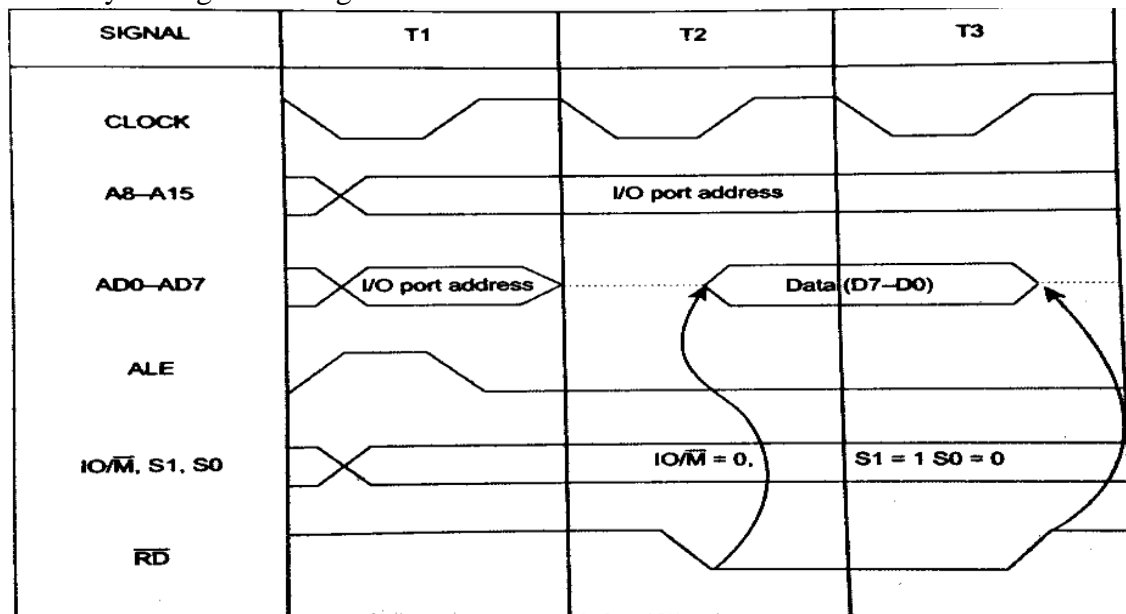 SIGNAL T1 T2 T3
CLOCK
A8–A15 I/O port address
AD0–AD7 I/O port address Data (D7–D0)
ALE
IO/M̅, S1, S0 IO/M̅ = 0, S1 = 1 S0 = 0
R̅D̅